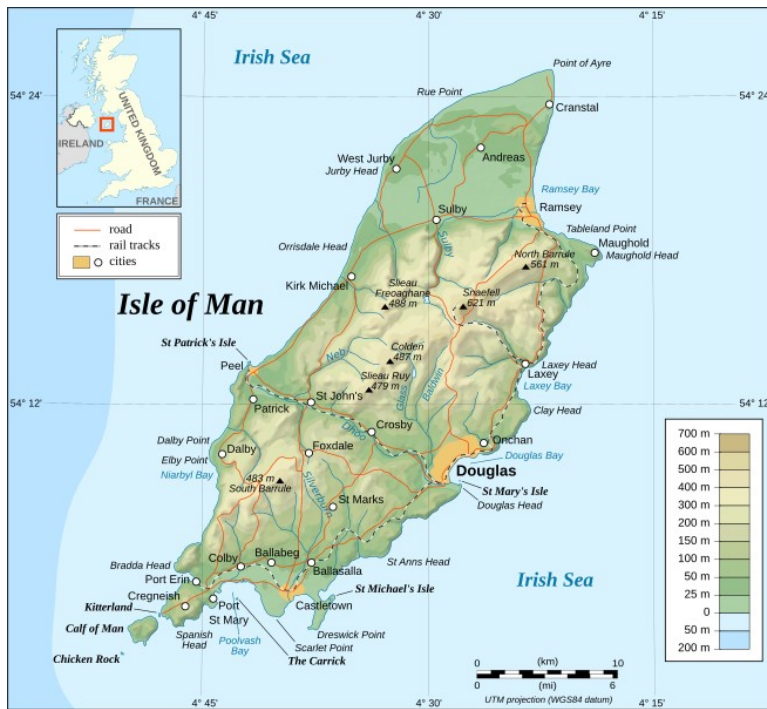 4° 45'
4° 30'
4° 15'
Irish Sea
Point of Ayre
54° 24'
Rue Point
Cranstal
UNITED KINGDOM
IRELAND
FRANCE
West Jurby
Jurby Head
Andreas
Ramsey Bay
road
rail tracks
cities
Sulby
Ramsey
Sulby
Tableland Point
Maughold
Maughold Head
Orrisdale Head
North Barrule
561 m
Kirk Michael
Slieau
Freoaghane
488 m
Snaefell
621 m
Isle of Man
St Patrick's Isle
Peel
Neb
Colden
487 m
Slieau Ruy
479 m
Glass
Baldwin
Laxey Head
Laxey
Laxey Bay
54° 12'
Patrick
St John's
Clay Head
Dhoo
Crosby
Dalby Point
Dalby
Elby Point
Niarbyl Bay
Foxdale
Onchan
Douglas Bay
Douglas
483 m
South Barrule
Silverburn
St Marks
St Mary's Isle
Douglas Head
700 m
600 m
500 m
400 m
300 m
200 m
150 m
100 m
50 m
25 m
0
50 m
200 m
Bradda Head
Port Erin
Colby
Ballabeg
Ballasalla
St Anns Head
Irish Sea
Cregneish
Kitterland
Port
St Mary
Castletown
St Michael's Isle
Calf of Man
Spanish
Head
Poolvash
Bay
Dreswick Point
Scarlet Point
The Carrick
Chicken Rock
0 (km) 10
0 (mi) 6
UTM projection (WGS84 datum)
4° 45'
4° 30'
4° 15'